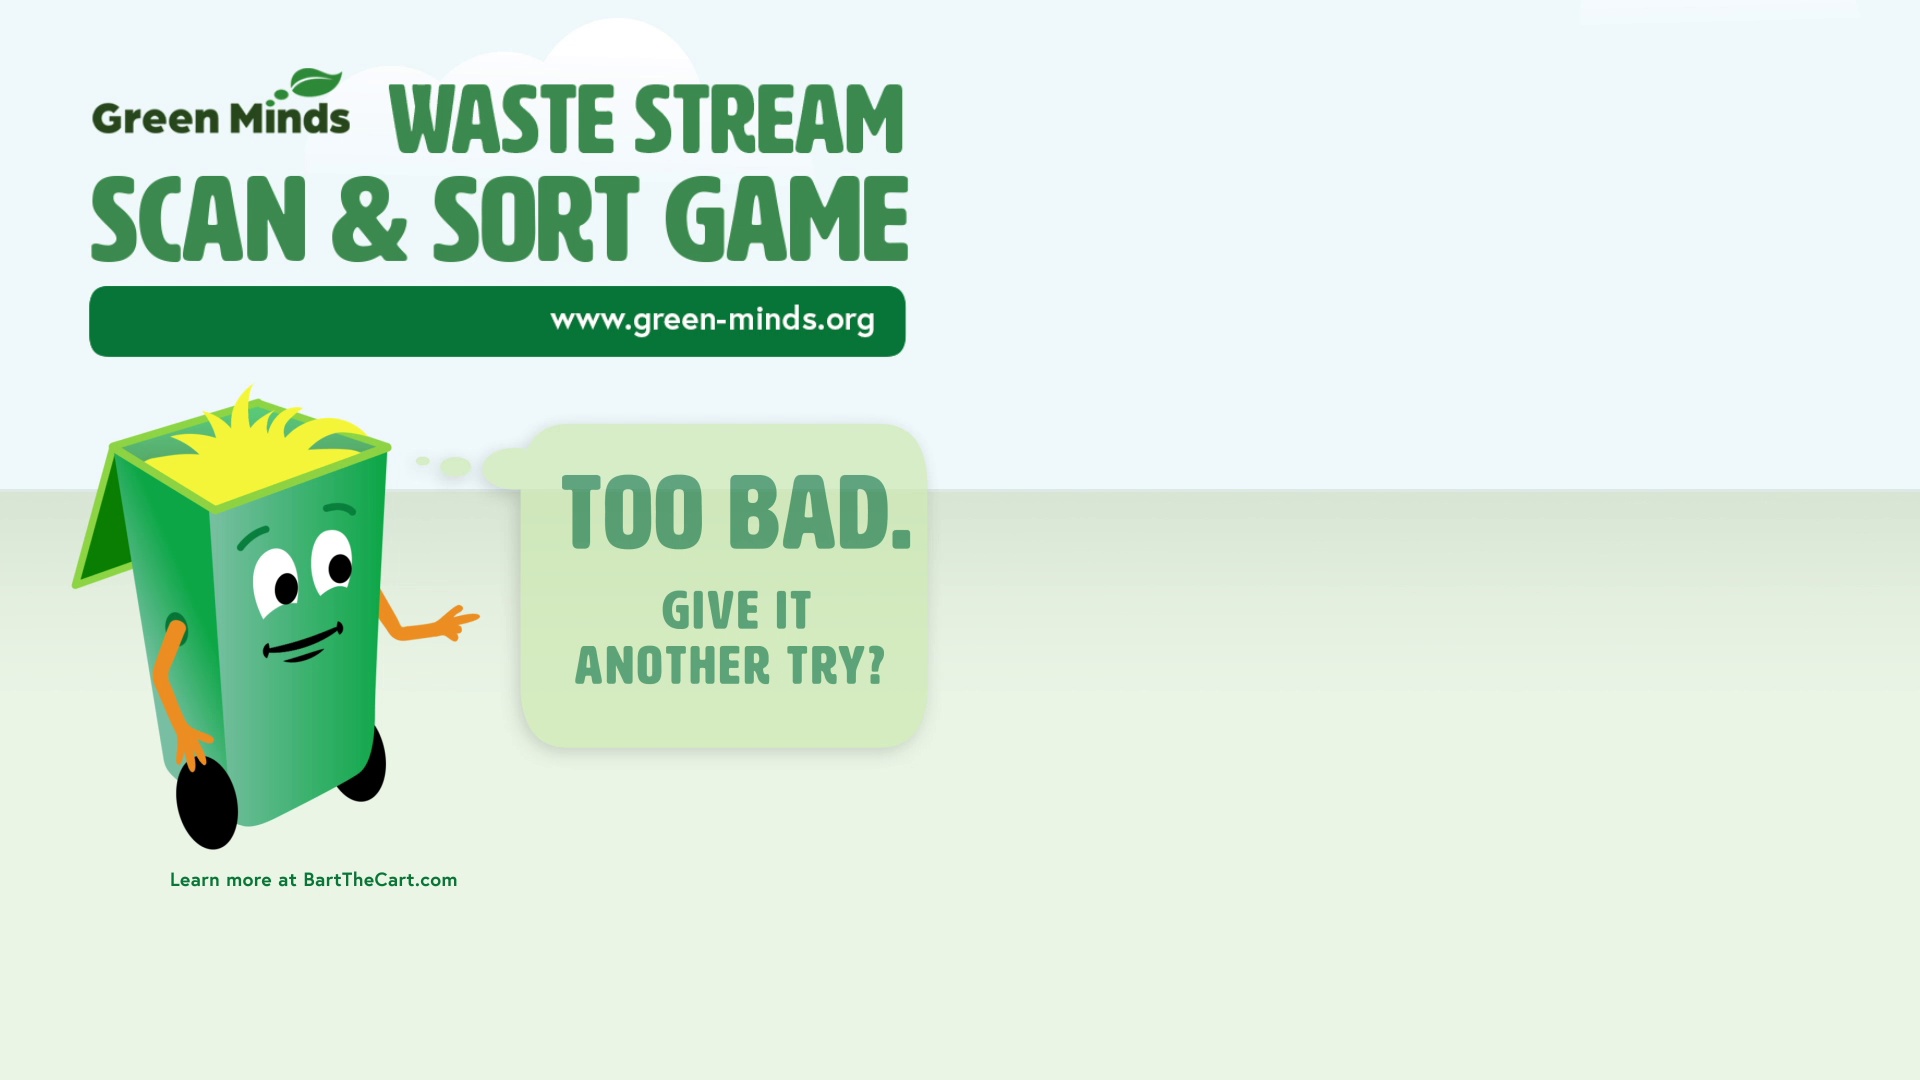 Green Minds WASTE STREAM
SCAN & SORT GAME
www.green-minds.org
TOO BAD.
GIVE IT
ANOTHER TRY?
Learn more at BartTheCart.com